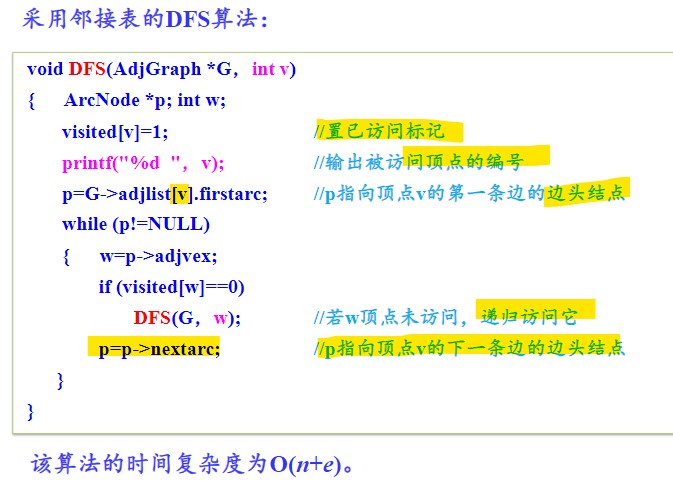 采用邻接表的DFS算法：
void DFS(AdjGraph *G，int v)
{ ArcNode *p; int w;
visited[v]=1; //置已访问标记
printf("%d ", v); //输出被访问顶点的编号
p=G->adjlist[v].firstarc; //p指向顶点v的第一条边的边头结点
while (p!=NULL)
{ w=p->adjvex;
if (visited[w]==0)
DFS(G，w); //若w顶点未访问，递归访问它
p=p->nextarc; //p指向顶点v的下一条边的边头结点
}
}
该算法的时间复杂度为O(n+e)。